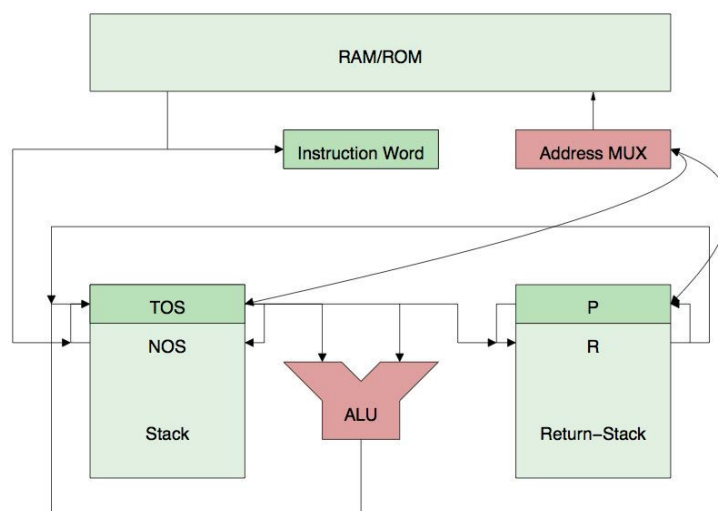 RAM/ROM
Instruction Word
Address MUX
TOS
P
NOS
R
ALU
Stack
Return-Stack